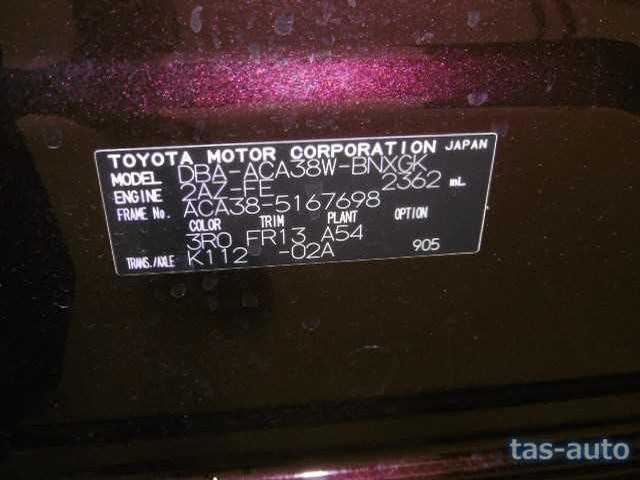 TOYOTA MOTOR CORPORATION JAPAN
MODEL DBA-ACA38W-BNXGK
ENGINE 2AZ-FE 2362 mL
FRAME No. ACA38-5167698
COLOR TRIM PLANT OPTION
3R0 FR13 A54
TRANS./AXLE K112 -02A 905
tas-auto